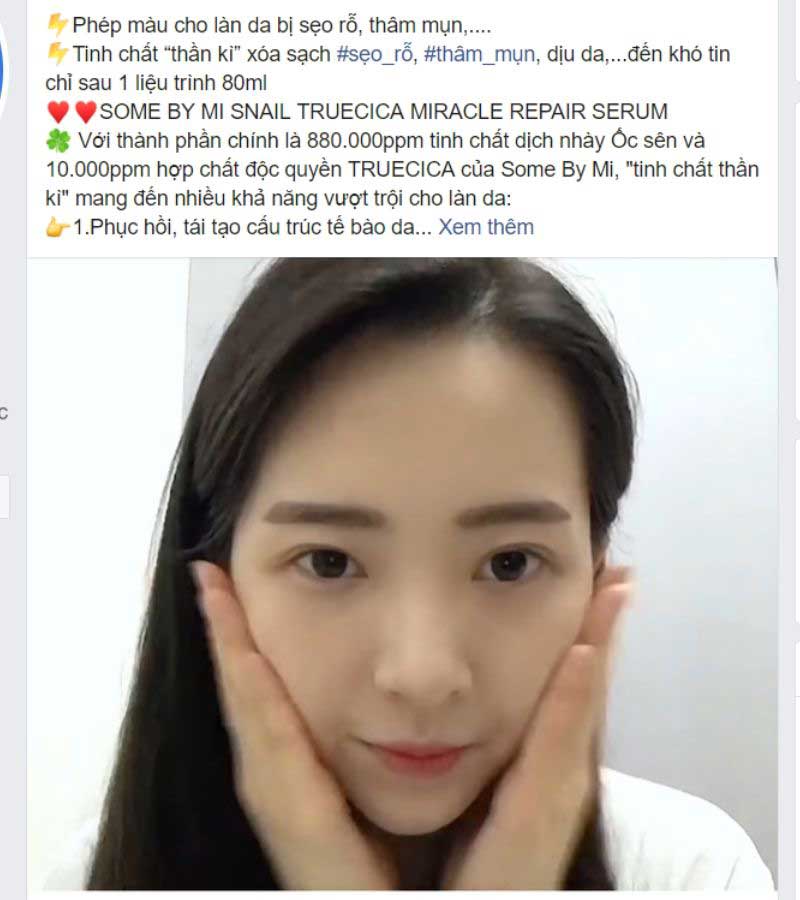 ⚡Phép màu cho làn da bị sẹo rỗ, thâm mụn,....
⚡Tinh chất “thần kì” xóa sạch #sẹo_rỗ, #thâm_mụn, dịu da,...đến khó tin
chỉ sau 1 liệu trình 80ml
❤️❤️SOME BY MI SNAIL TRUECICA MIRACLE REPAIR SERUM
🍀 Với thành phần chính là 880.000ppm tinh chất dịch nhày Ốc sên và
10.000ppm hợp chất độc quyền TRUECICA của Some By Mi, "tinh chất thần
kì" mang đến nhiều khả năng vượt trội cho làn da:
👉1.Phục hồi, tái tạo cấu trúc tế bào da... Xem thêm
c